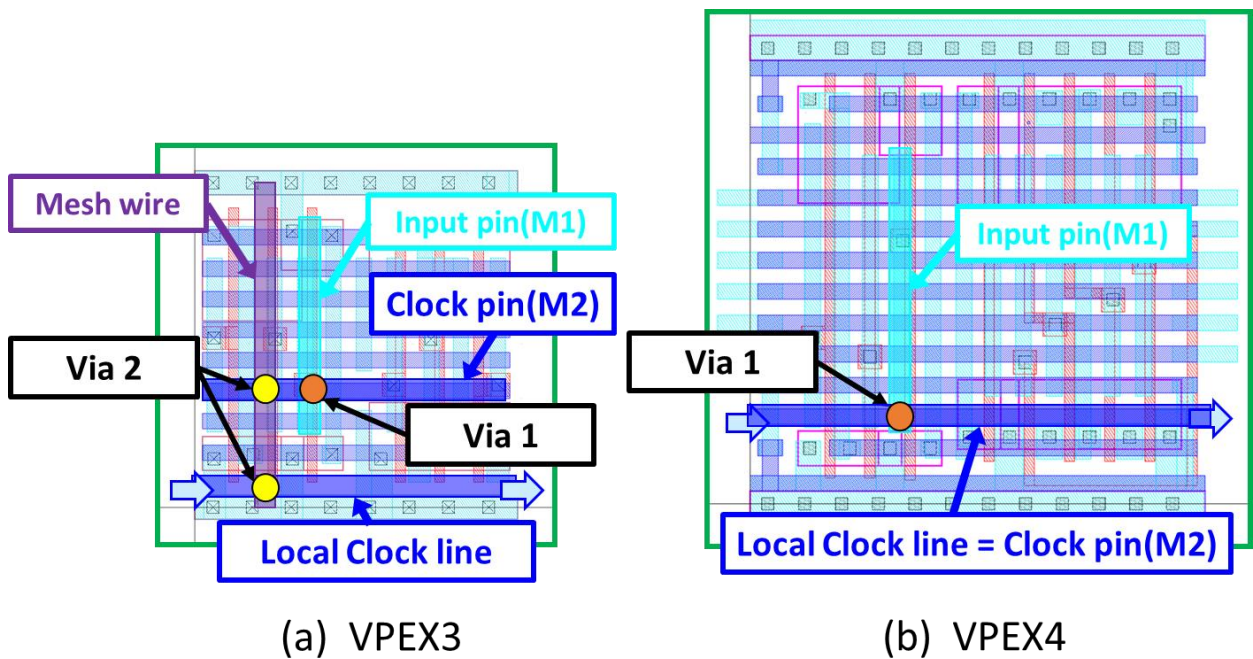 Mesh wire
Input pin(M1)
Clock pin(M2)
Via 2
Via 1
Local Clock line
(a) VPEX3
Input pin(M1)
Via 1
Local Clock line = Clock pin(M2)
(b) VPEX4